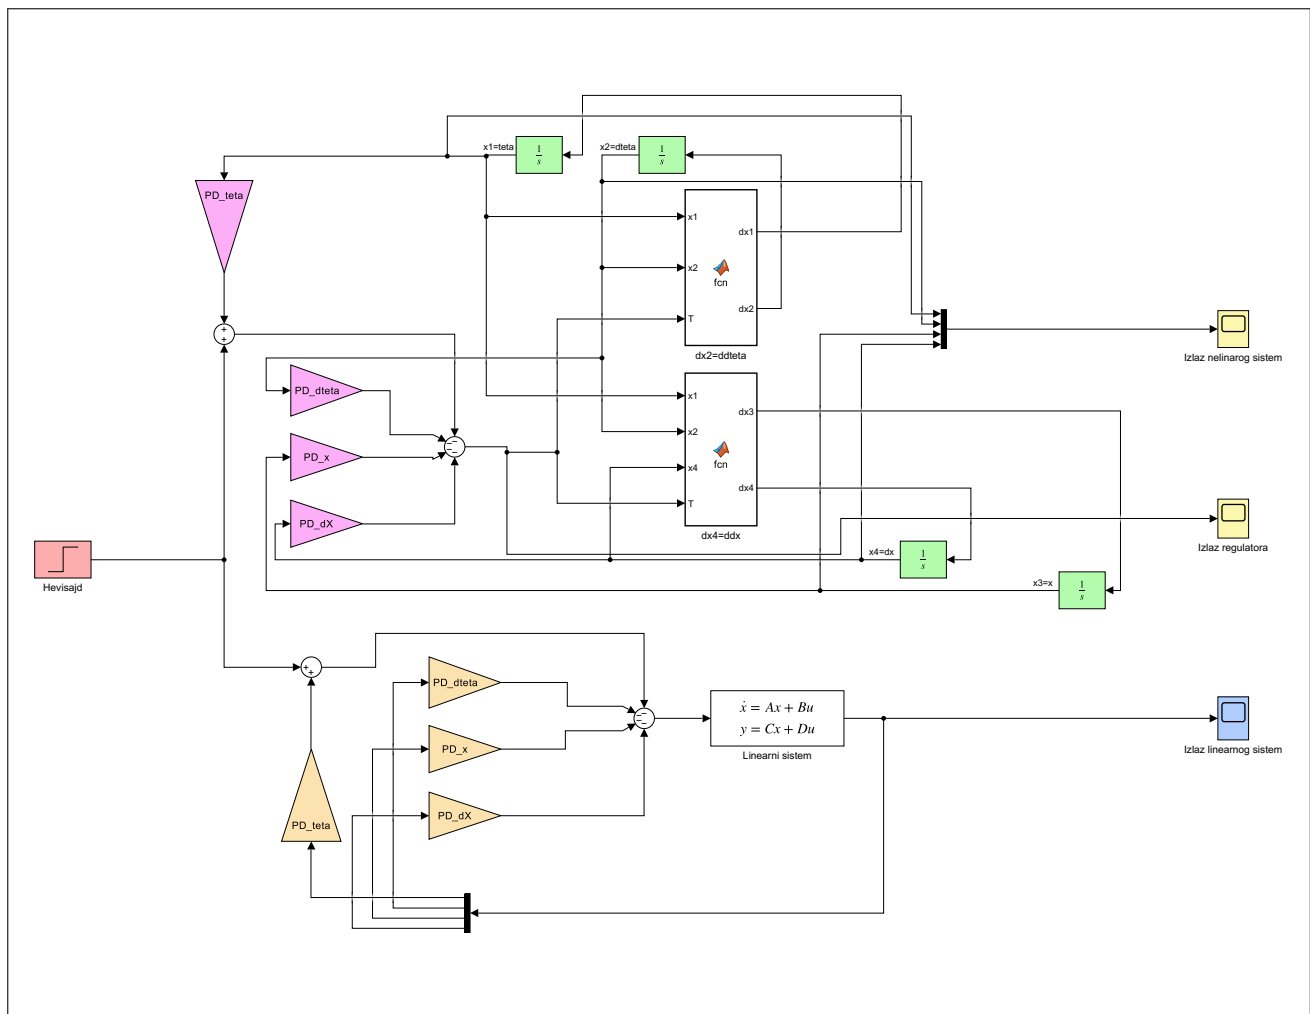 x1=teta
1
s
x2=dteta
1
s
PD_teta
x1
dx1
x2
fcn
dx2
T
dx2=ddteta
+
+
Izlaz nelinarog sistem
PD_dteta
x1
dx3
x2
PD_x
fcn
x4
dx4
PD_dX
T
dx4=ddx
−
−
−
Izlaz regulatora
Hevisajd
x4=dx
1
s
x3=x
1
s
+
+
PD_dteta
−
−
−
ẋ = Ax + Bu
y = Cx + Du
Linearni sistem
Izlaz linearnog sistem
PD_x
PD_dX
PD_teta